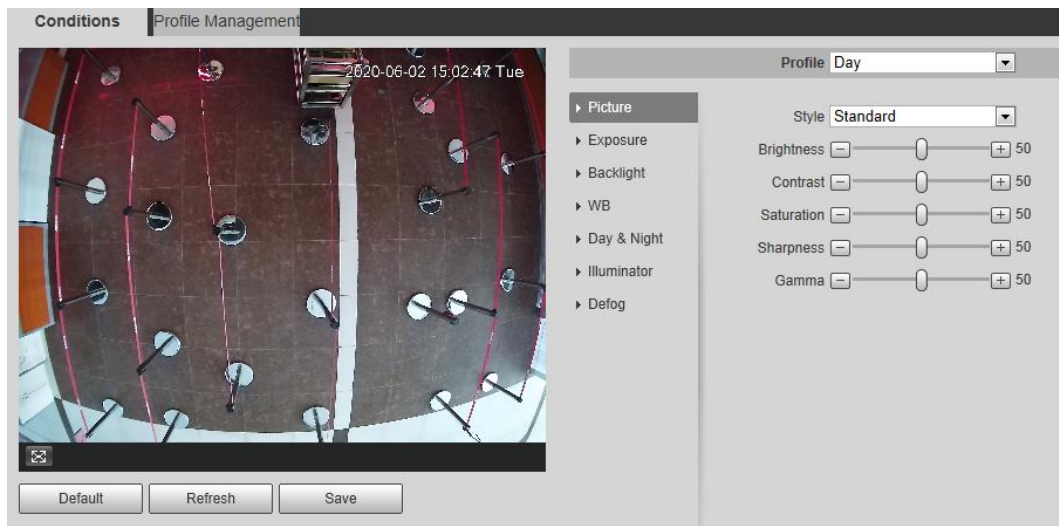 Conditions Profile Management
2020-06-02 15:02:47 Tue
Profile Day
Picture
Exposure
Backlight
WB
Day & Night
Illuminator
Defog
Style Standard
Brightness 50
Contrast 50
Saturation 50
Sharpness 50
Gamma 50
Default Refresh Save